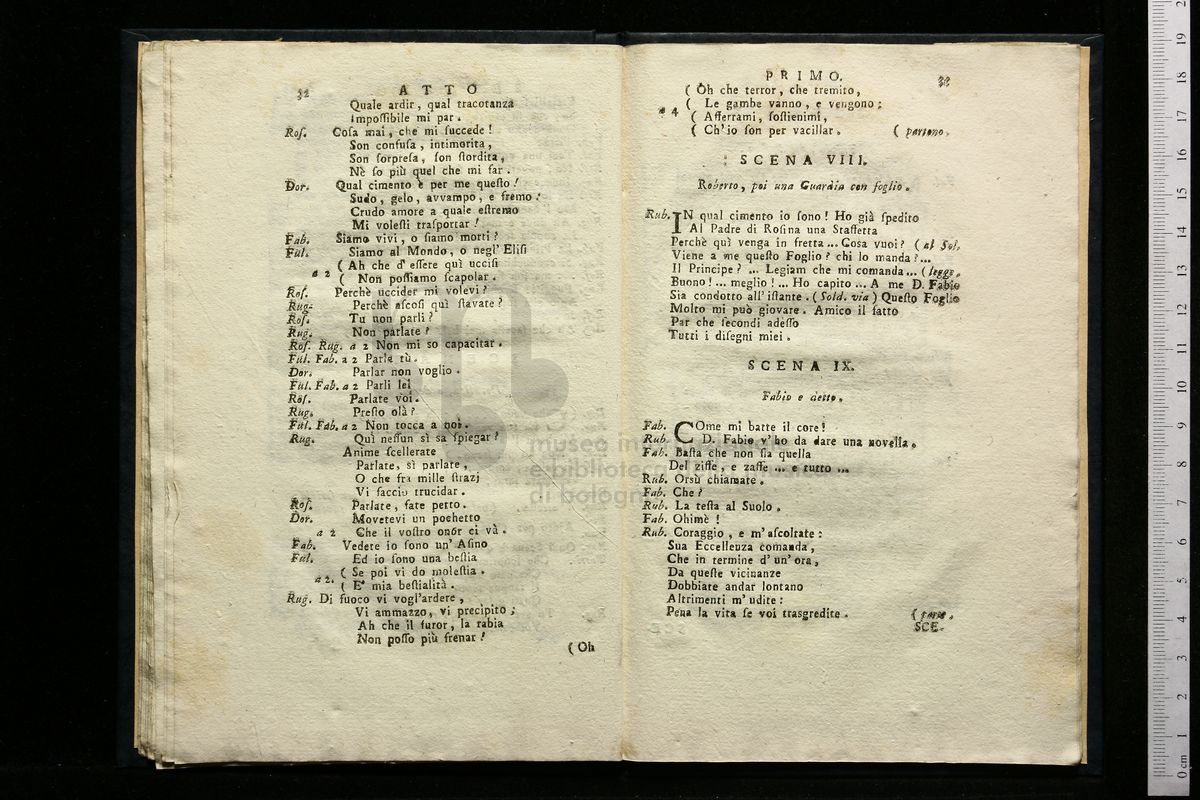 32
ATTO
Quale ardir, qual tracotanza
Impoſſibile mi par.
Roſ. Coſa mai, che mi ſuccede!
Son confuſa, intimorita,
Son ſorpreſa, ſon ſtordita,
Nè ſo più quel che mi far.
Dor. Qual cimento è per me queſto!
Sudo, gelo, avvampo, e fremo!
Crudo amore a quale eſtremo
Mi voleſti traſportar!
Fab. Siamo vivi, o ſiamo morti?
Ful. Siamo al Mondo, o negl' Eliſi
a 2 ( Ah che d' eſſere quì ucciſi
( Non poſſiamo ſcapolar.
Roſ. Perchè uccider mi volevi?
Rug. Perchè aſcoſi quì ſtavate?
Roſ. Tu non parli?
Rug. Non parlate?
Roſ. Rug. a 2 Non mi so capacitar.
Ful. Fab. a 2 Parla tù.
Dor. Parlar non voglio.
Ful. Fab. a 2 Parli lei
Roſ. Parlate voi.
Rug. Preſto olà?
Ful. Fab. a 2 Non tocca a noi.
Rug. Quì neſſun sì sa ſpiegar?
Anime ſcellerate
Parlate, sì parlate,
O che fra mille ſtrazj
Vi faccio trucidar.
Roſ. Parlate, fate petto.
Dor. Movetevi un pochetto
a 2 Che il voſtro onór ci và.
Fab. Vedete io ſono un' Aſino
Ful. Ed io ſono una beſtia
a 2. ( Se poi vi do moleſtia.
( E' mia beſtialità.
Rug. Di fuoco vi vogl'ardere,
Vi ammazzo, vi precipito;
Ah che il furor, la rabia
Non poſſo più frenar!
(Oh
PRIMO.
33
( Oh che terror, che tremito,
( Le gambe vanno, e vengono;
a 4 ( Afferrami, ſoſtienimi,
( Ch'io ſon per vacillar. ( partono.
SCENA VIII.
Roberto, poi una Guardia con foglio.
Rub. IN qual cimento io ſono! Ho già ſpedito
Al Padre di Roſina una Staffetta
Perchè quì venga in fretta ... Coſa vuoi? ( al Sol.
Viene a me queſto Foglio? chi lo manda?...
Il Principe? ... Legiam che mi comanda ... ( legge.
Buono! ... meglio! ... Ho capito ... A me D. Fabio
Sia condotto all'iſtante. ( Sold. via ) Queſto Foglio
Molto mi può giovare. Amico il fatto
Par che ſecondi adeſſo
Tutti i diſegni miei.
SCENA IX.
Fabio e detto.
Fab. COme mi batte il core!
Rub. D. Fabio v'ho da dare una novella.
Fab. Baſta che non ſia quella
Del ziffe, e zaffe ... e tutto ...
Rub. Orsù chiamate.
Fab. Che?
Rub. La teſta al Suolo.
Fab. Ohimè!
Rub. Coraggio, e m'aſcoltate:
Sua Eccellenza comanda,
Che in termine d' un'ora,
Da queſte vicinanze
Dobbiate andar lontano
Altrimenti m'udite:
Pena la vita ſe voi traſgredite. ( parte.
SCE-